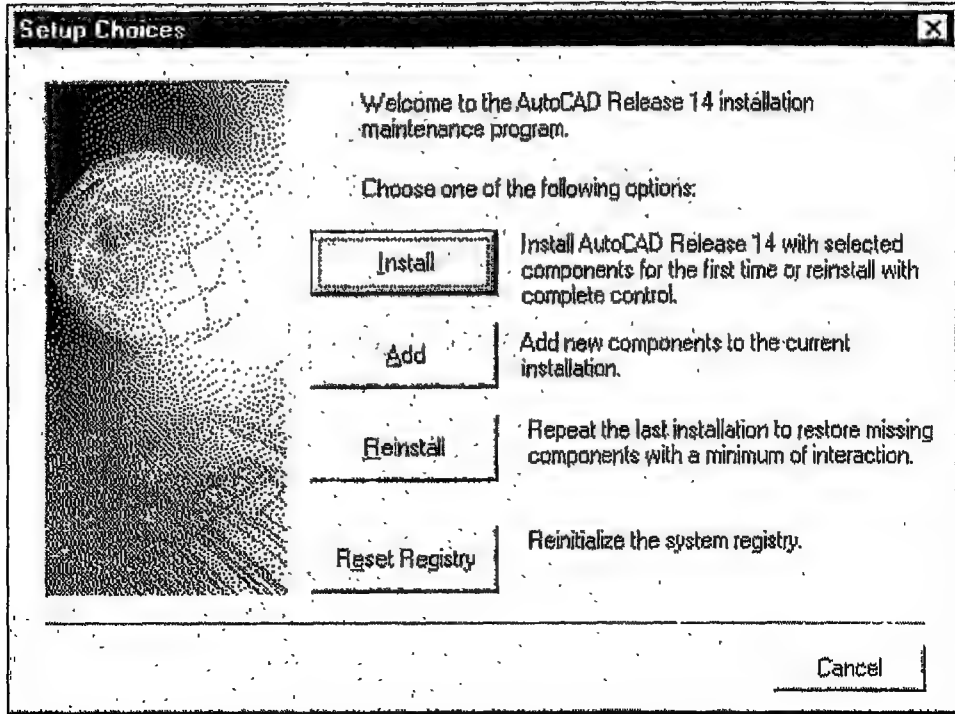 Setup Choices
Welcome to the AutoCAD Release 14 installation
maintenance program.
Choose one of the following options:
Install
Install AutoCAD Release 14 with selected
components for the first time or reinstall with
complete control.
Add
Add new components to the current
installation.
Reinstall
Repeat the last installation to restore missing
components with a minimum of interaction.
Reset Registry
Reinitialize the system registry.
Cancel